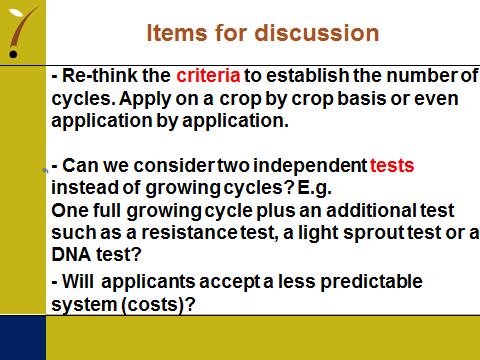 Items for discussion
- Re-think the criteria to establish the number of
cycles. Apply on a crop by crop basis or even
application by application.
- Can we consider two independent tests
instead of growing cycles? E.g.
One full growing cycle plus an additional test
such as a resistance test, a light sprout test or a
DNA test?
- Will applicants accept a less predictable
system (costs)?